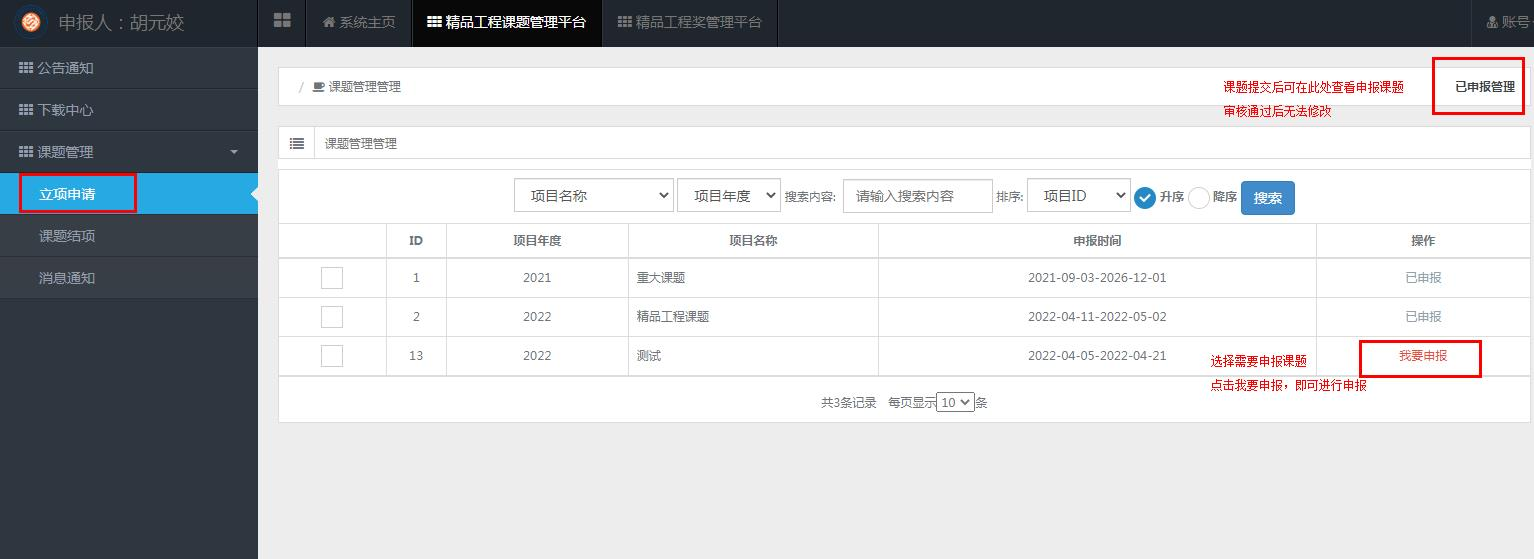 申报人：胡元姣
系统主页
精品工程课题管理平台
精品工程奖管理平台
账号
公告通知
下载中心
课题管理
立项申请
课题结项
消息通知
/ 课题管理管理
课题提交后可在此处查看申报课题
审核通过后无法修改
已申报管理
课题管理管理
项目名称 项目年度 搜索内容: 请输入搜索内容 排序: 项目ID 升序 降序 搜索
ID 项目年度 项目名称 申报时间 操作
1 2021 重大课题 2021-09-03-2026-12-01 已申报
2 2022 精品工程课题 2022-04-11-2022-05-02 已申报
13 2022 测试 2022-04-05-2022-04-21 我要申报
选择需要申报课题
点击我要申报，即可进行申报
共3条记录 每页显示10条